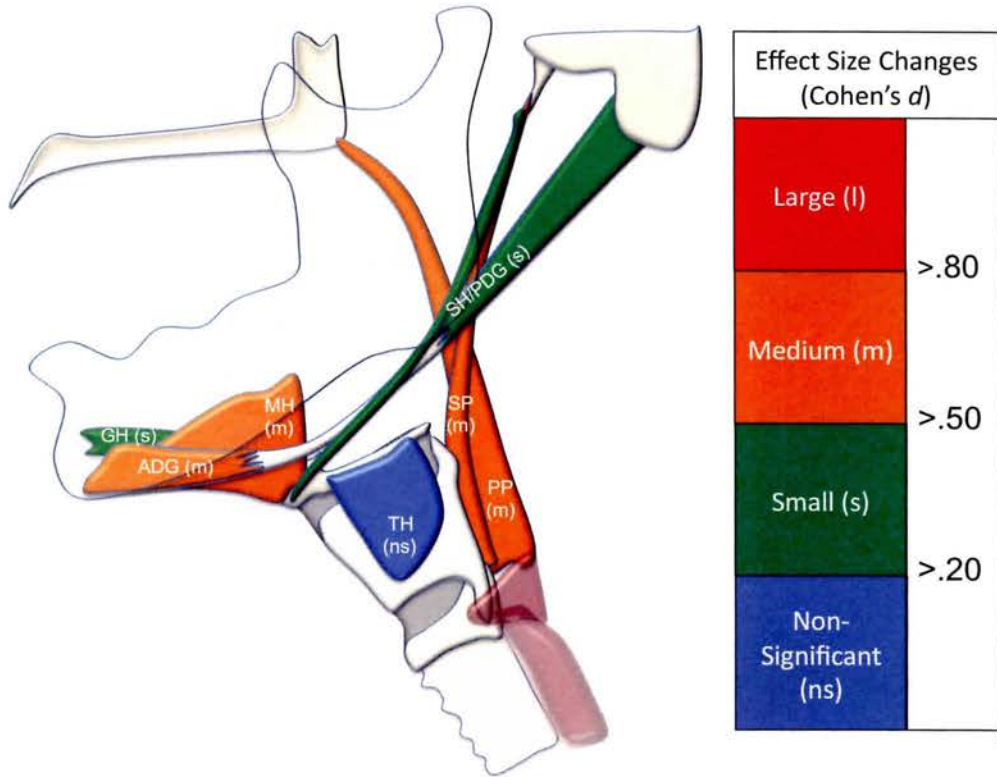 Effect Size Changes
(Cohen's d)
Large (l)
>.80
Medium (m)
>.50
Small (s)
>.20
Non-
Significant
(ns)
SH/PDG (s)
MH
(m)
GH (s)
ADG (m)
SP
(m)
PP
(m)
TH
(ns)